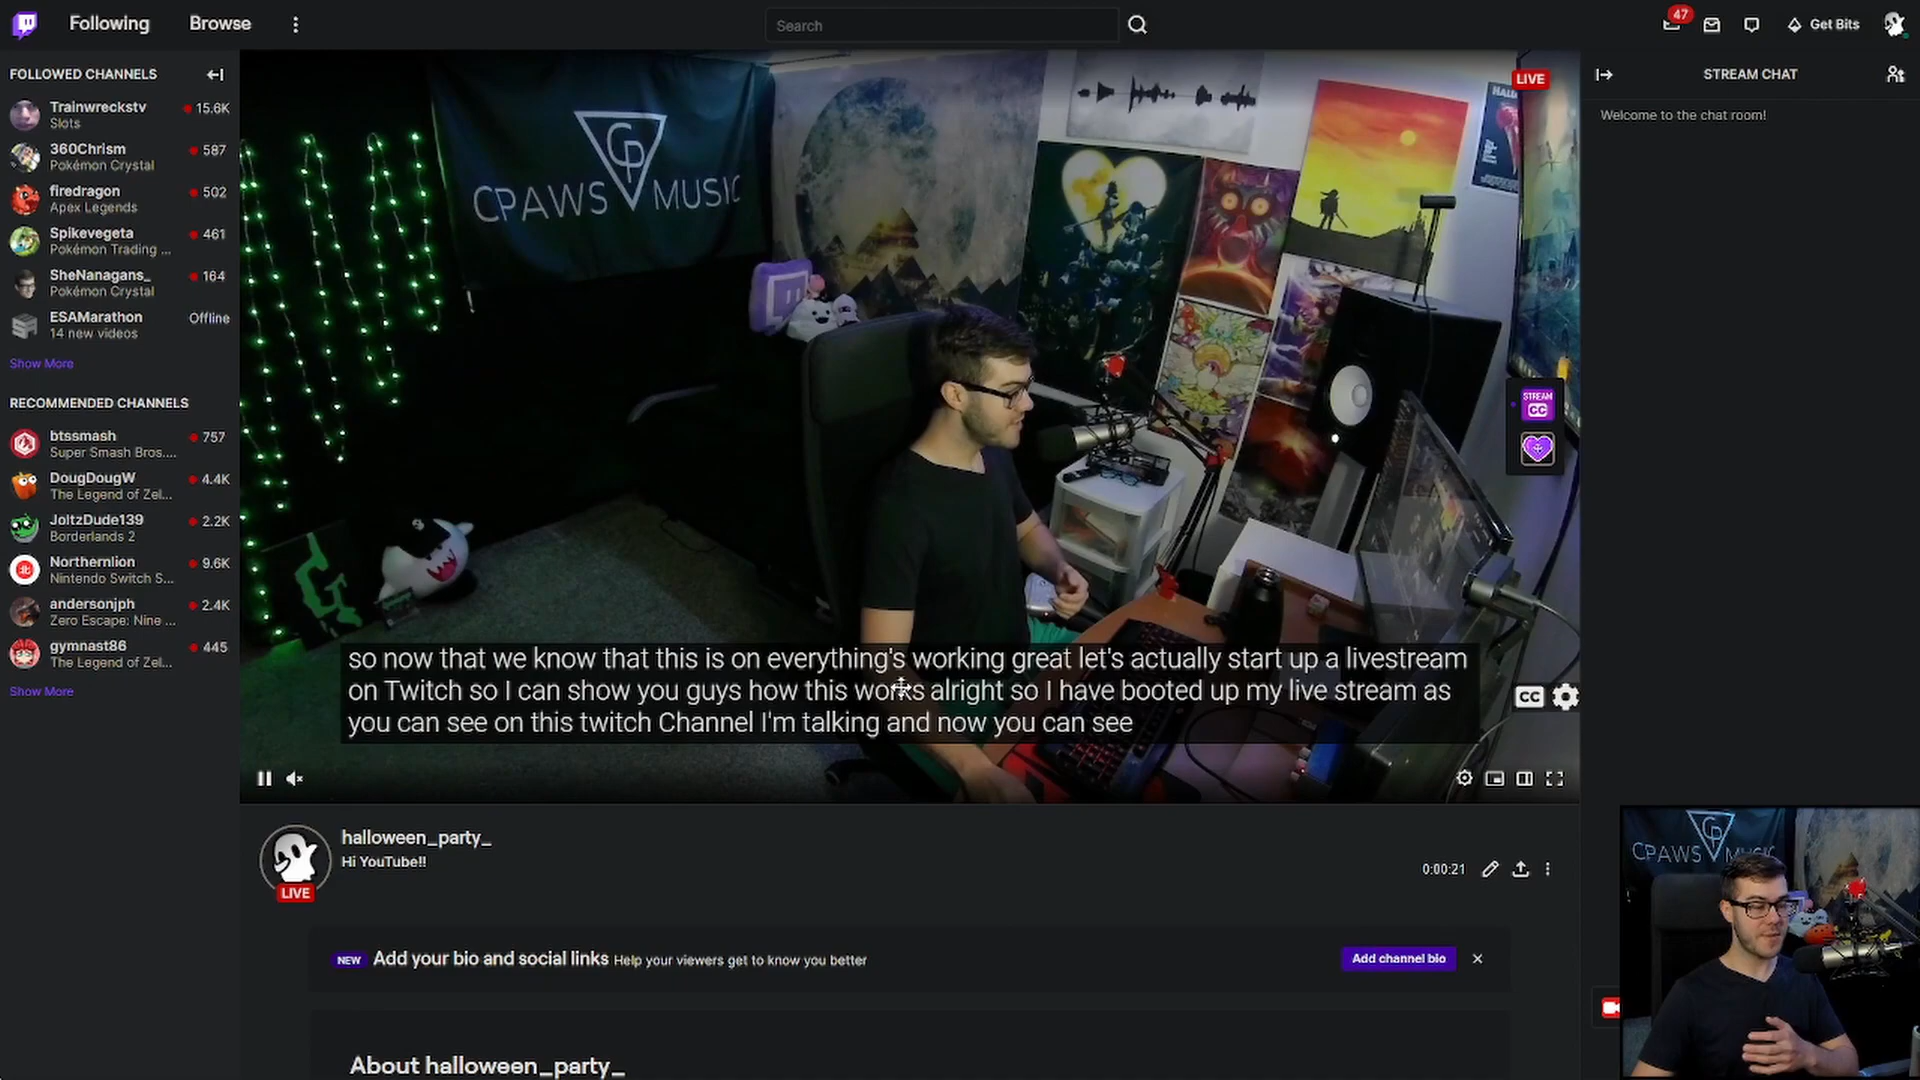 Following
Browse
Search
47
Get Bits
FOLLOWED CHANNELS
Trainwreckstv
15.6K
Slots
360Chrism
587
Pokémon Crystal
firedragon
502
Apex Legends
Spikevegeta
461
Pokémon Trading ...
SheNanagans_
164
Pokémon Crystal
ESAMarathon
Offline
14 new videos
Show More
RECOMMENDED CHANNELS
btssmash
757
Super Smash Bros....
DougDougW
4.4K
The Legend of Zel...
JoltzDude139
2.2K
Borderlands 2
Northernlion
9.6K
Nintendo Switch S...
andersonjph
2.4K
Zero Escape: Nine ...
gymnast86
445
The Legend of Zel...
Show More
CP
CPAWS MUSIC
LIVE
STREAM
CC
so now that we know that this is on everything's working great let's actually start up a livestream
on Twitch so I can show you guys how this works alright so I have booted up my live stream as
you can see on this twitch Channel I'm talking and now you can see
CC
STREAM CHAT
Welcome to the chat room!
halloween_party_
Hi YouTube!!
LIVE
0:00:21
NEW
Add your bio and social links Help your viewers get to know you better
Add channel bio
About halloween_party_
CP
CPAWS MUSIC